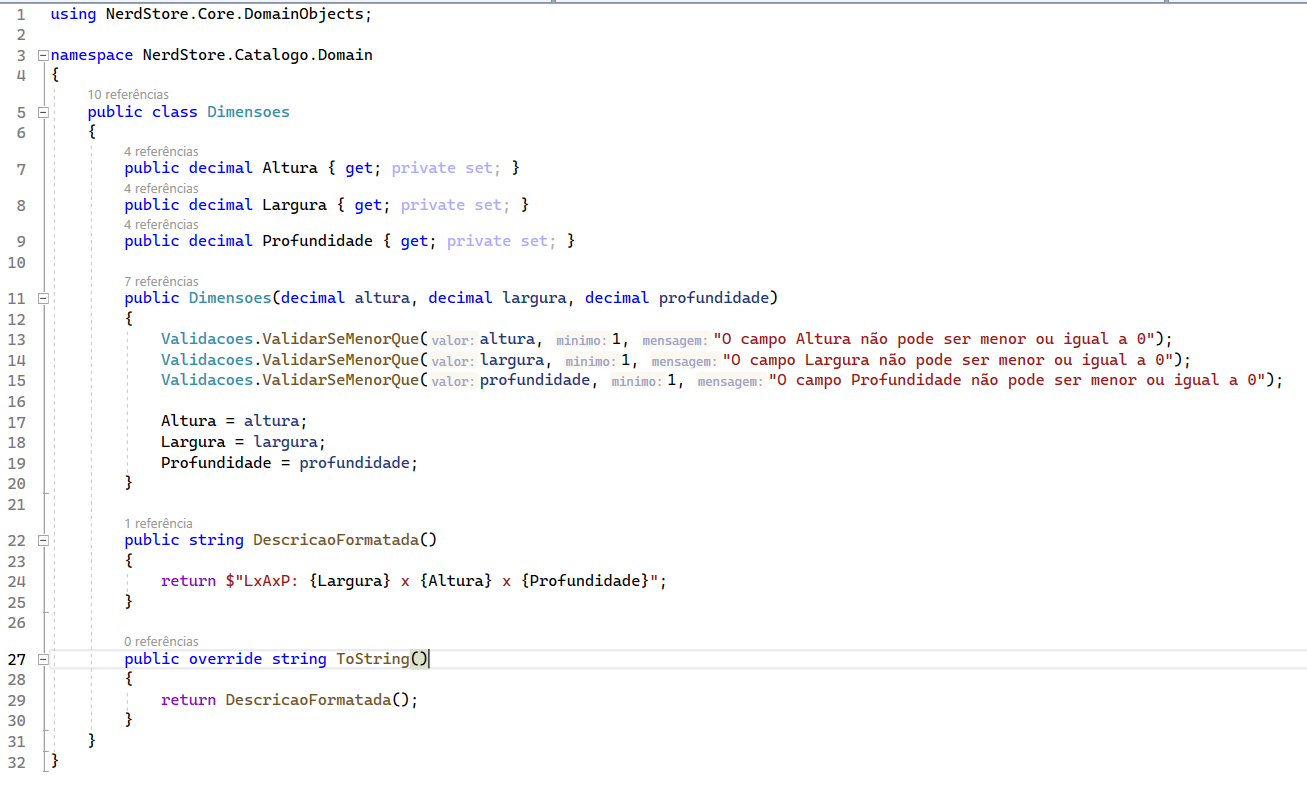 1 using NerdStore.Core.DomainObjects;
2
3 namespace NerdStore.Catalogo.Domain
4 {
10 referências
5 public class Dimensoes
6 {
4 referências
7 public decimal Altura { get; private set; }
4 referências
8 public decimal Largura { get; private set; }
4 referências
9 public decimal Profundidade { get; private set; }
10
7 referências
11 public Dimensoes(decimal altura, decimal largura, decimal profundidade)
12 {
13 Validacoes.ValidarSeMenorQue(valor: altura, minimo: 1, mensagem: "O campo Altura não pode ser menor ou igual a 0");
14 Validacoes.ValidarSeMenorQue(valor: largura, minimo: 1, mensagem: "O campo Largura não pode ser menor ou igual a 0");
15 Validacoes.ValidarSeMenorQue(valor: profundidade, minimo: 1, mensagem: "O campo Profundidade não pode ser menor ou igual a 0");
16
17 Altura = altura;
18 Largura = largura;
19 Profundidade = profundidade;
20 }
21
1 referência
22 public string DescricaoFormatada()
23 {
24 return $"LxAxP: {Largura} x {Altura} x {Profundidade}";
25 }
26
0 referências
27 public override string ToString()
28 {
29 return DescricaoFormatada();
30 }
31 }
32 }